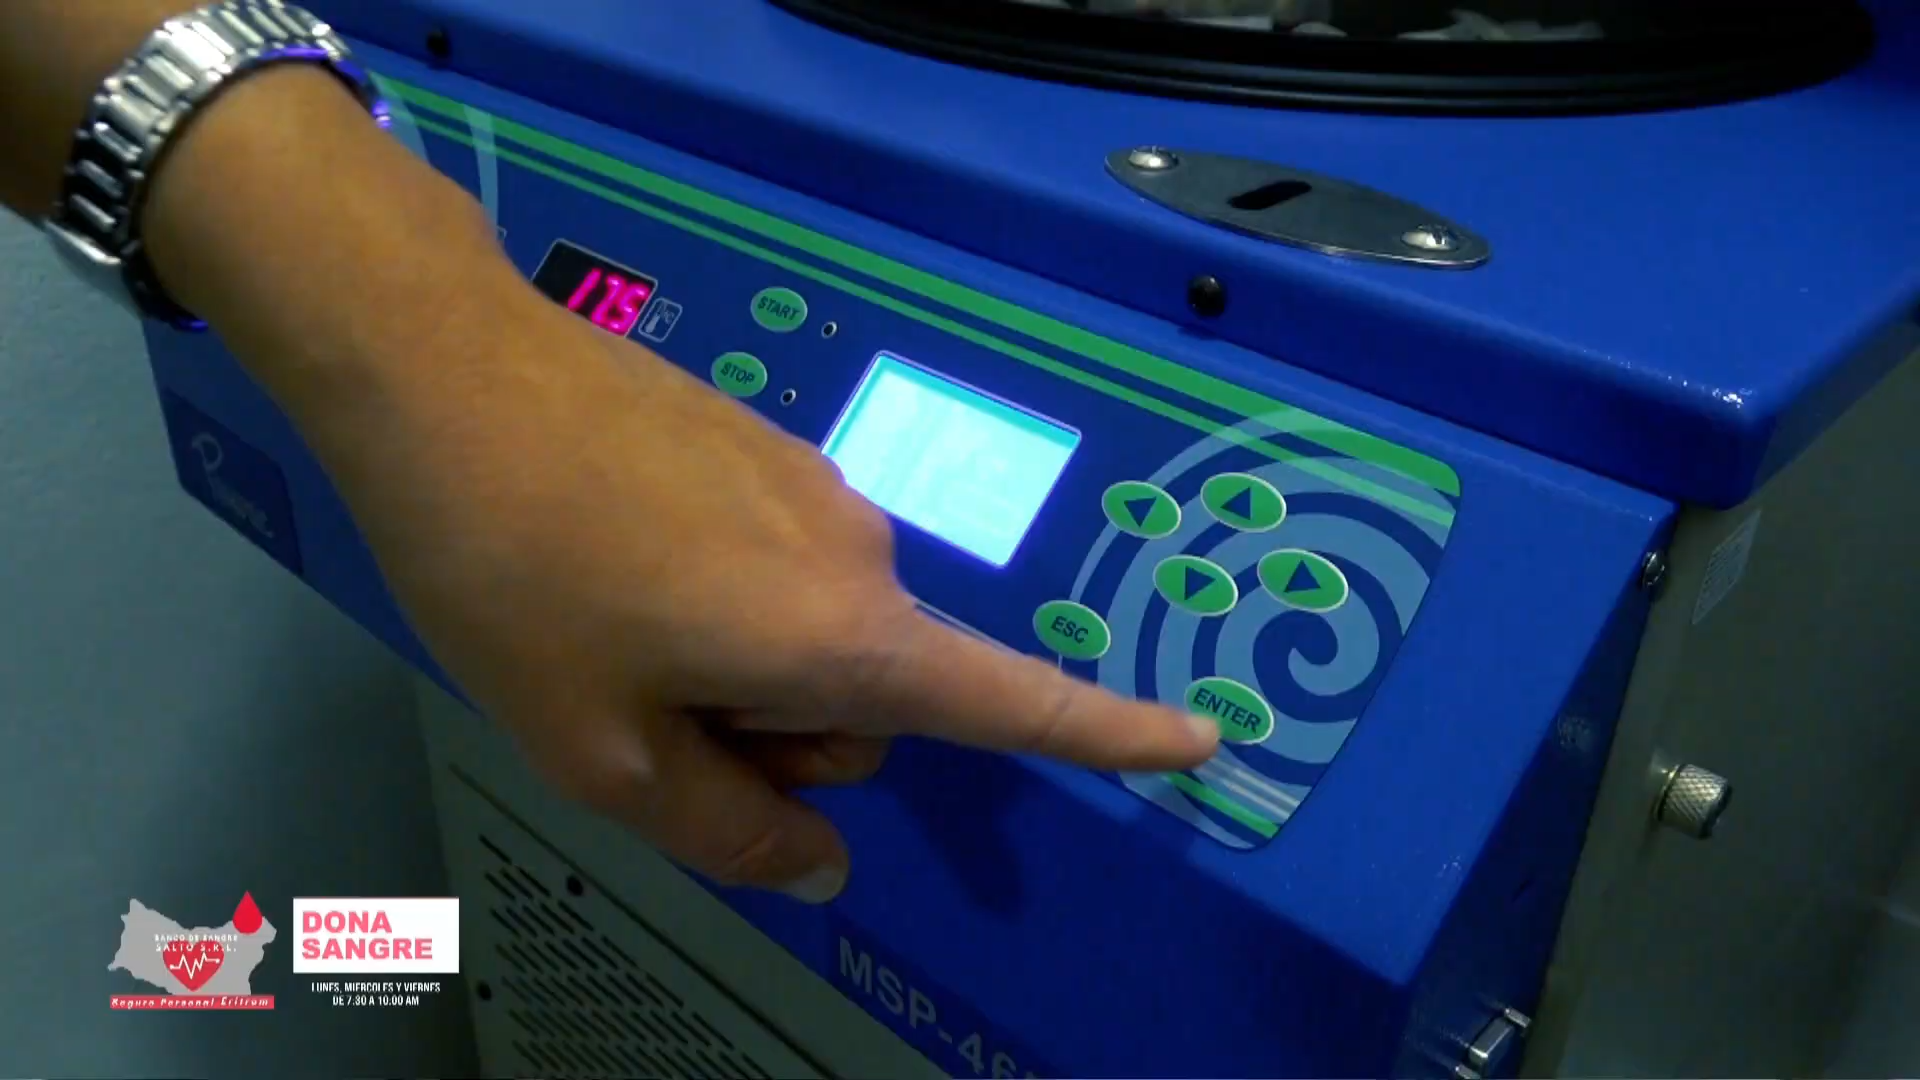 17.5
°C
START
STOP
ESC
ENTER
MSP-46
BANCO DE SANGRE
SALTO S.R.L.
Seguro Personal Eritrom
DONA
SANGRE
LUNES, MIERCOLES Y VIERNES
DE 7:30 A 10:00 AM